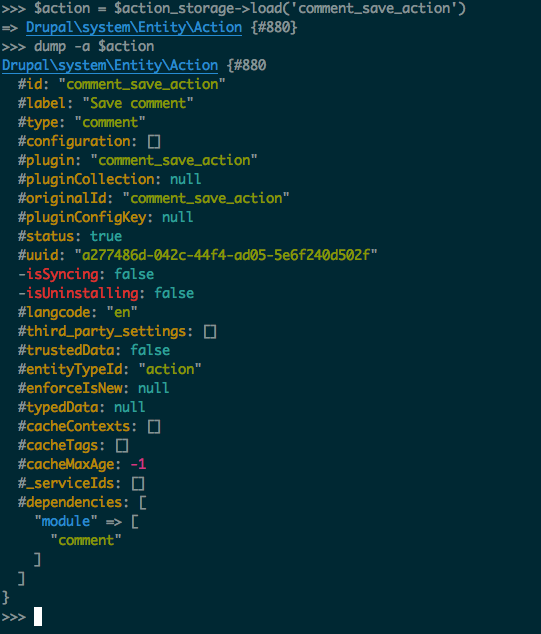 >>> $action = $action_storage->load('comment_save_action')
=> Drupal\system\Entity\Action {#880}
>>> dump -a $action
Drupal\system\Entity\Action {#880
  #id: "comment_save_action"
  #label: "Save comment"
  #type: "comment"
  #configuration: []
  #plugin: "comment_save_action"
  #pluginCollection: null
  #originalId: "comment_save_action"
  #pluginConfigKey: null
  #status: true
  #uuid: "a277486d-042c-44f4-ad05-5e6f240d502f"
  -isSyncing: false
  -isUninstalling: false
  #langcode: "en"
  #third_party_settings: []
  #trustedData: false
  #entityTypeId: "action"
  #enforceIsNew: null
  #typedData: null
  #cacheContexts: []
  #cacheTags: []
  #cacheMaxAge: -1
  #_serviceIds: []
  #dependencies: [
    "module" => [
      "comment"
    ]
  ]
}
>>>